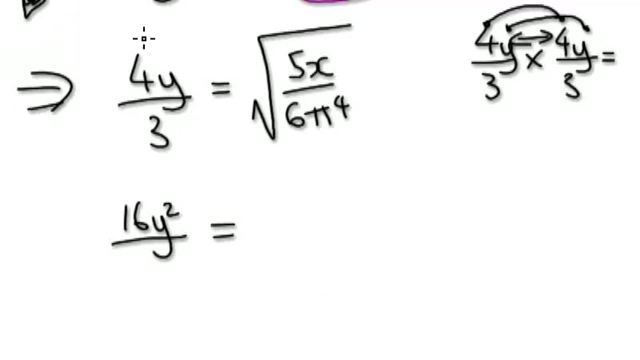 ⇒ 4y/3 = √(5x/6π⁴)
4y/3 × 4y/3 =
16y²/ =